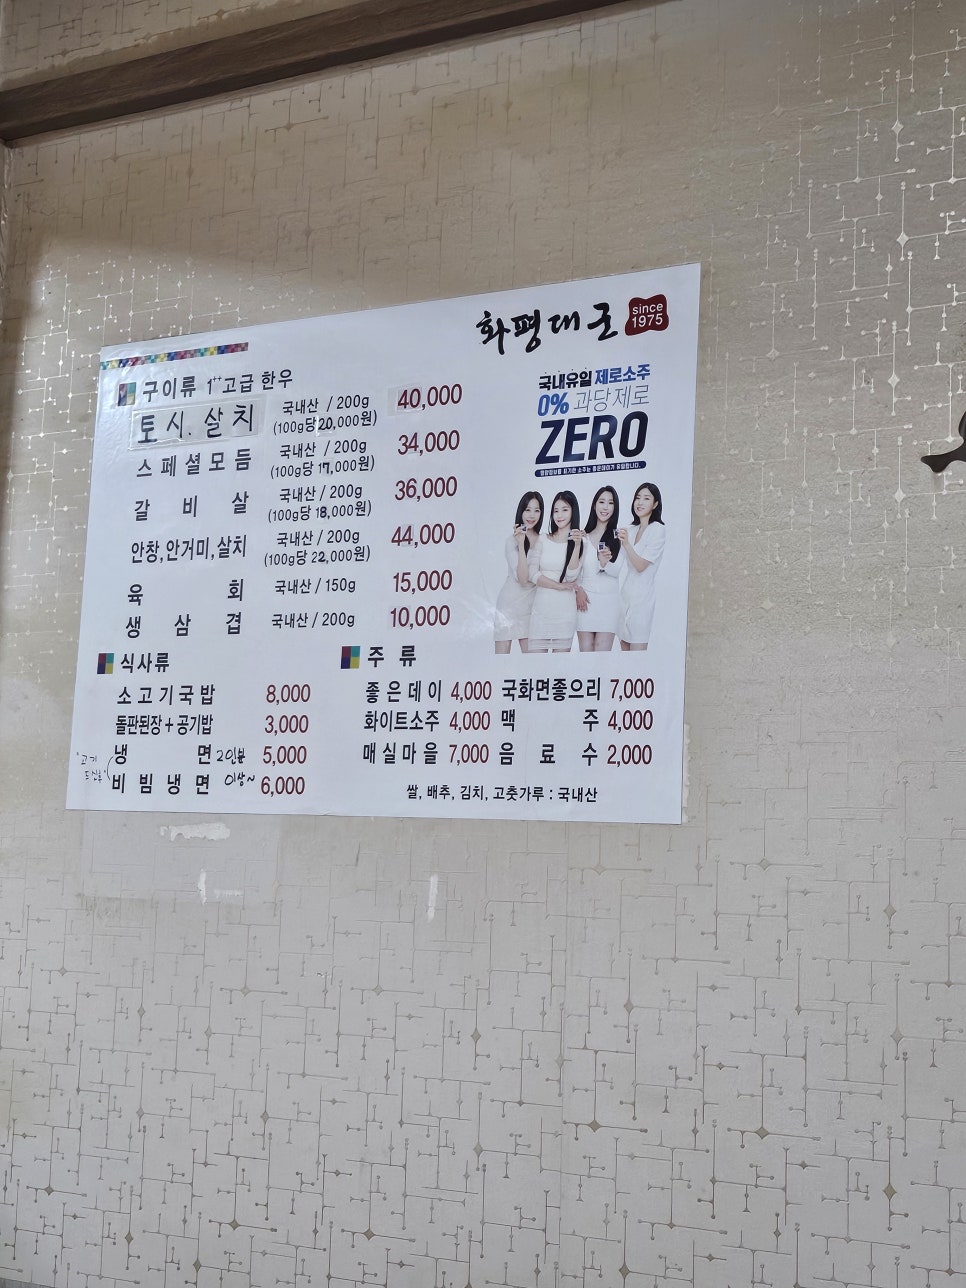 화평대군 since 1975
구이류 1++고급 한우
토시.살치 국내산 / 200g (100g당20,000원) 40,000
스페셜모듬 국내산 / 200g (100g당 17,000원) 34,000
갈비살 국내산 / 200g (100g당 18,000원) 36,000
안창,안거미,살치 국내산 / 200g (100g당 22,000원) 44,000
육회 국내산 / 150g 15,000
생삼겹 국내산 / 200g 10,000
국내유일 제로소주
0% 과당제로
ZERO
식사류
소고기국밥 8,000
돌판된장+공기밥 3,000
냉면 2인분 5,000
비빔냉면 이상~ 6,000
"고기
주류
좋은데이 4,000 국화면좋으리 7,000
화이트소주 4,000 맥주 4,000
매실마을 7,000 음료수 2,000
쌀, 배추, 김치, 고춧가루 : 국내산